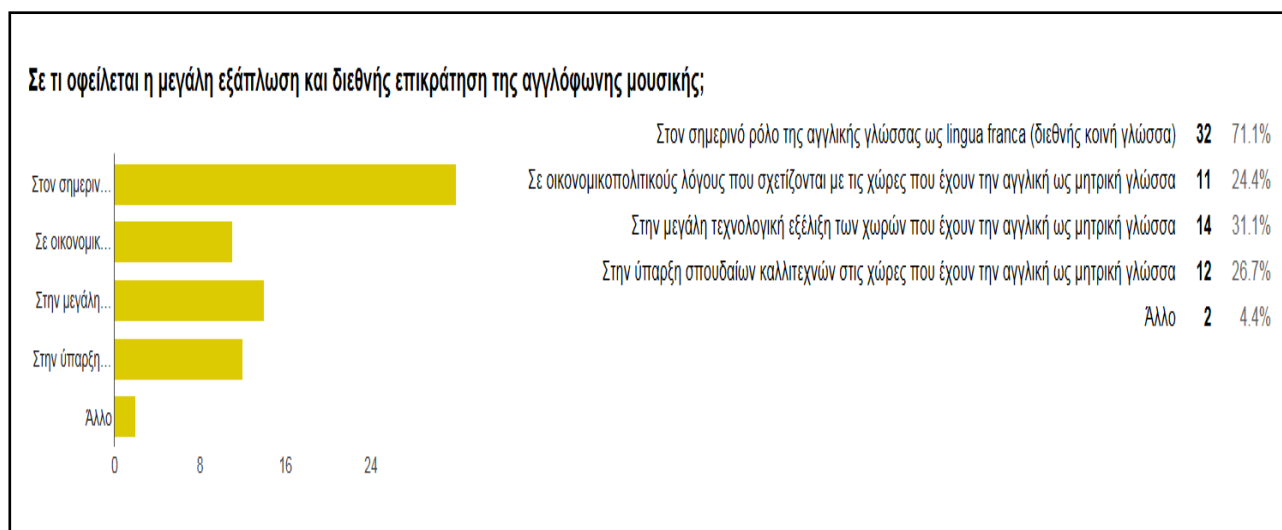 Σε τι οφείλεται η μεγάλη εξάπλωση και διεθνής επικράτηση της αγγλόφωνης μουσικής;
Στον σημεριν...
Σε οικονομικ...
Στην μεγάλη...
Στην ύπαρξη...
Άλλο
0 8 16 24
Στον σημερινό ρόλο της αγγλικής γλώσσας ως lingua franca (διεθνής κοινή γλώσσα) 32 71.1%
Σε οικονομικοπολιτικούς λόγους που σχετίζονται με τις χώρες που έχουν την αγγλική ως μητρική γλώσσα 11 24.4%
Στην μεγάλη τεχνολογική εξέλιξη των χωρών που έχουν την αγγλική ως μητρική γλώσσα 14 31.1%
Στην ύπαρξη σπουδαίων καλλιτεχνών στις χώρες που έχουν την αγγλική ως μητρική γλώσσα 12 26.7%
Άλλο 2 4.4%